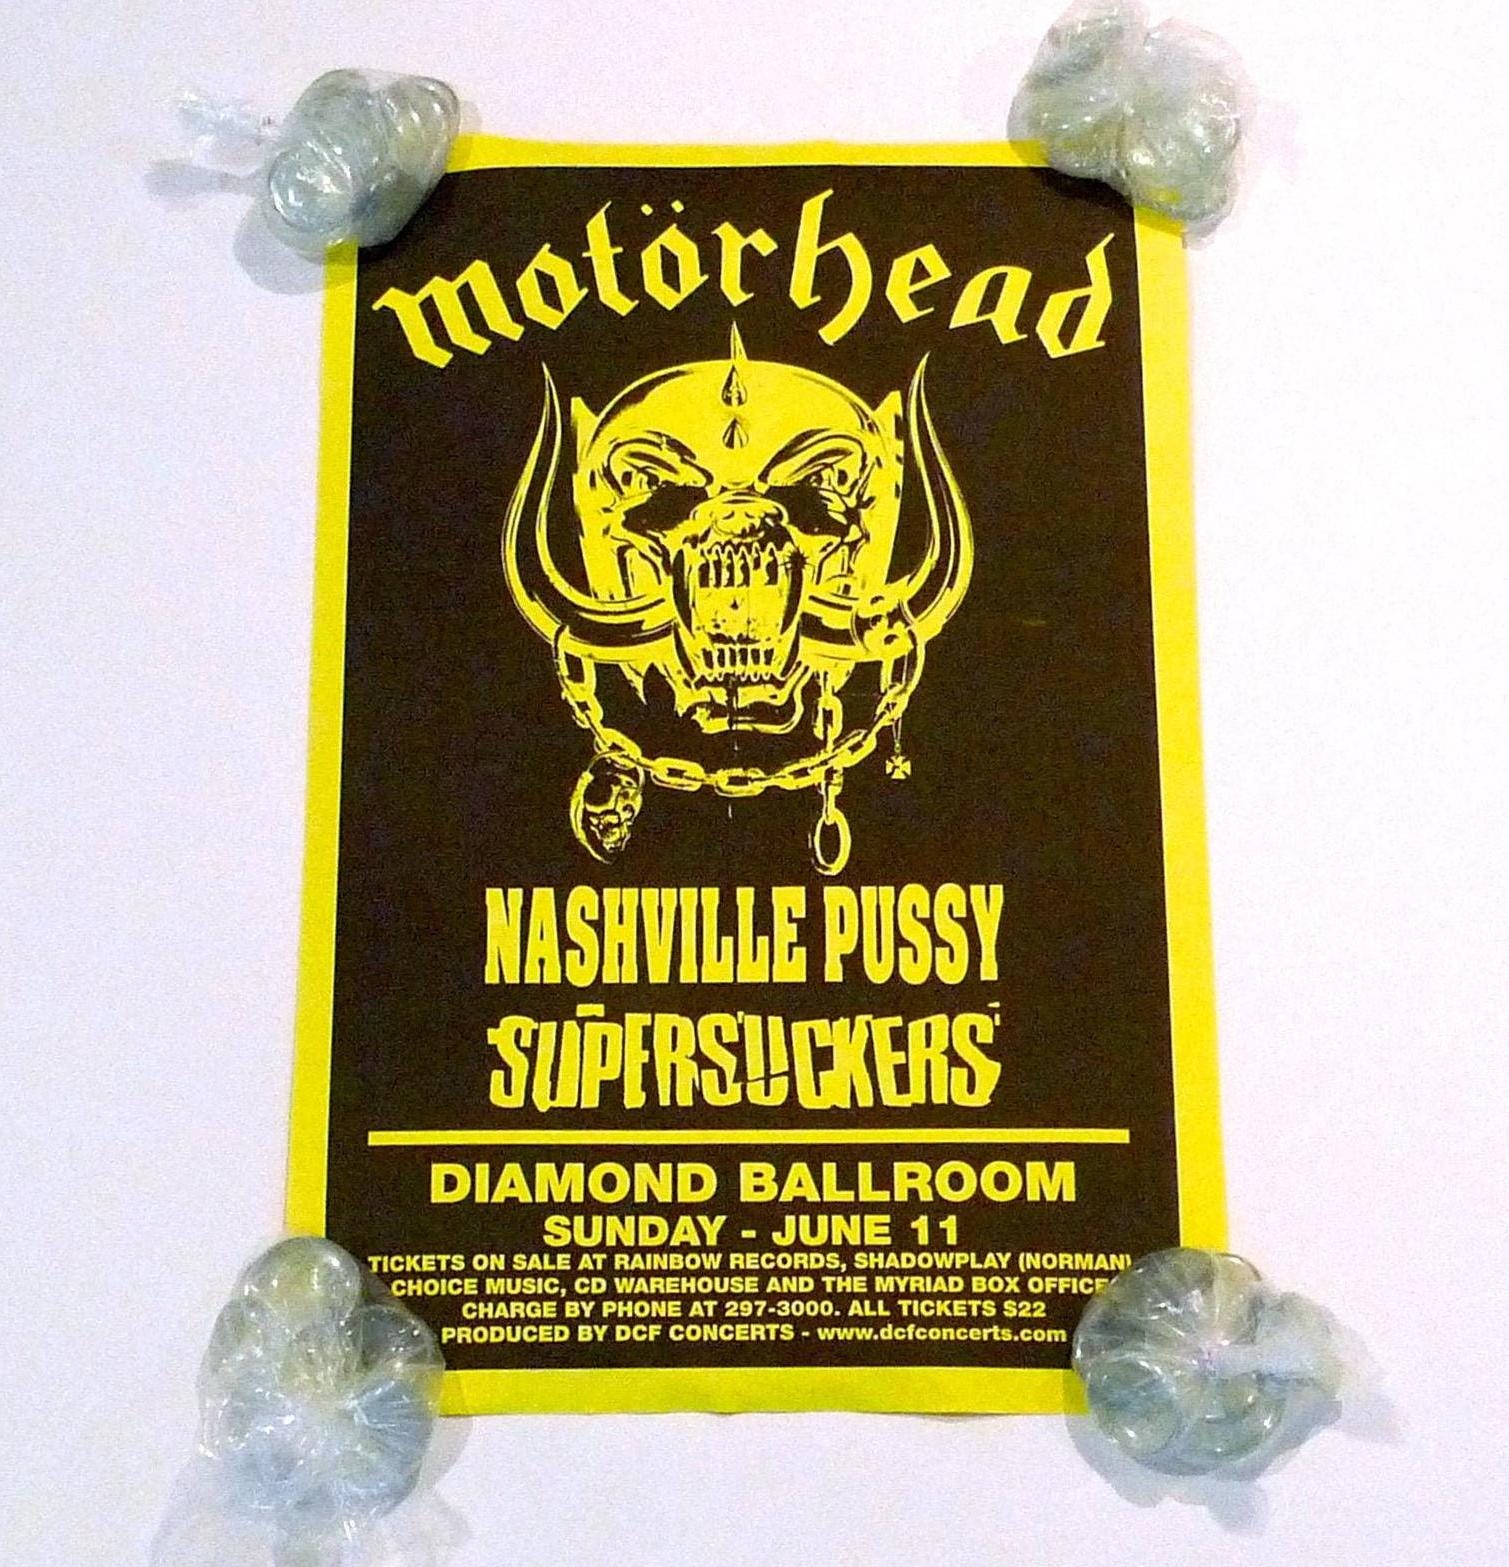 motörhead
NASHVILLE PUSSY
SUPERSUCKERS
DIAMOND BALLROOM
SUNDAY - JUNE 11
TICKETS ON SALE AT RAINBOW RECORDS, SHADOWPLAY (NORMAN)
CHOICE MUSIC, CD WAREHOUSE AND THE MYRIAD BOX OFFICE
CHARGE BY PHONE AT 297-3000. ALL TICKETS $22
PRODUCED BY DCF CONCERTS - www.dcfconcerts.com